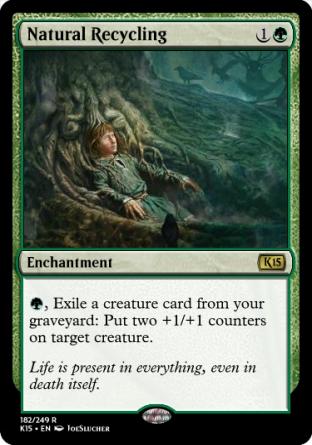 Natural Recycling 1
Enchantment K15
, Exile a creature card from your
graveyard: Put two +1/+1 counters
on target creature.
Life is present in everything, even in
death itself.
182/249 R
K15 • EN JoeSlucher